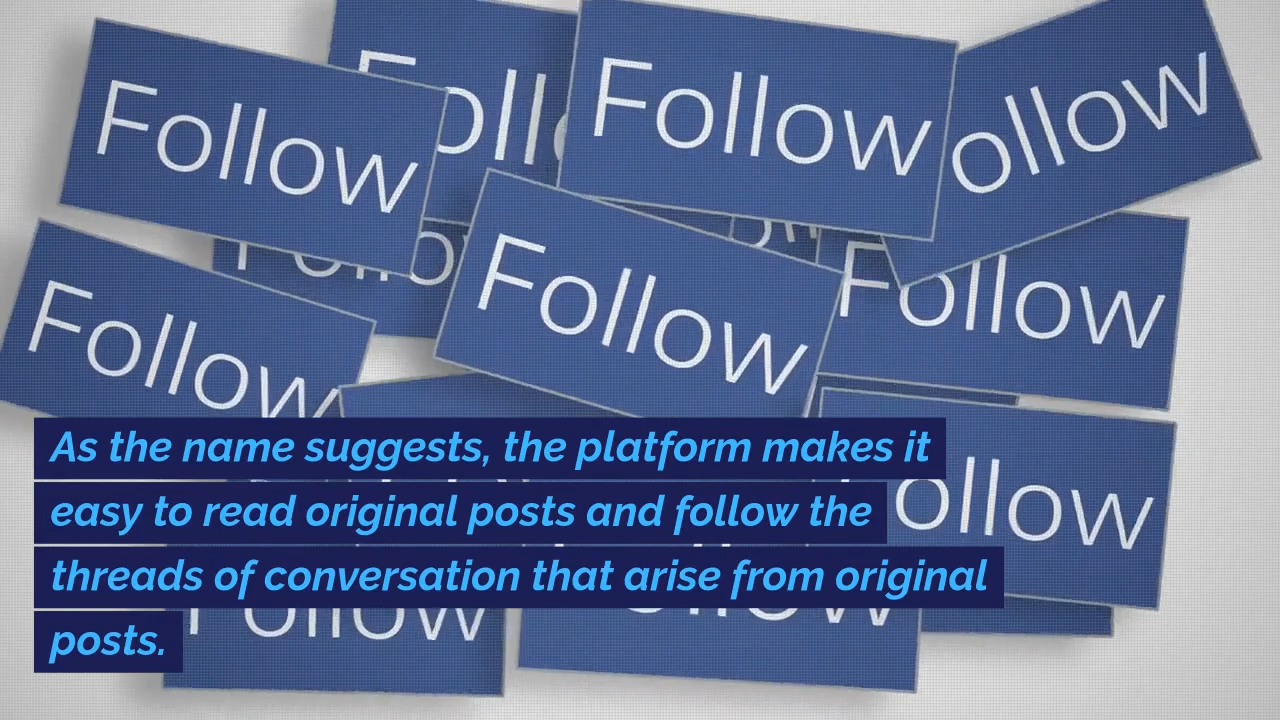 Follow
Follow
ollow
Follow
Follow
Follow
Follow
As the name suggests, the platform makes it
easy to read original posts and follow the
threads of conversation that arise from original
posts.